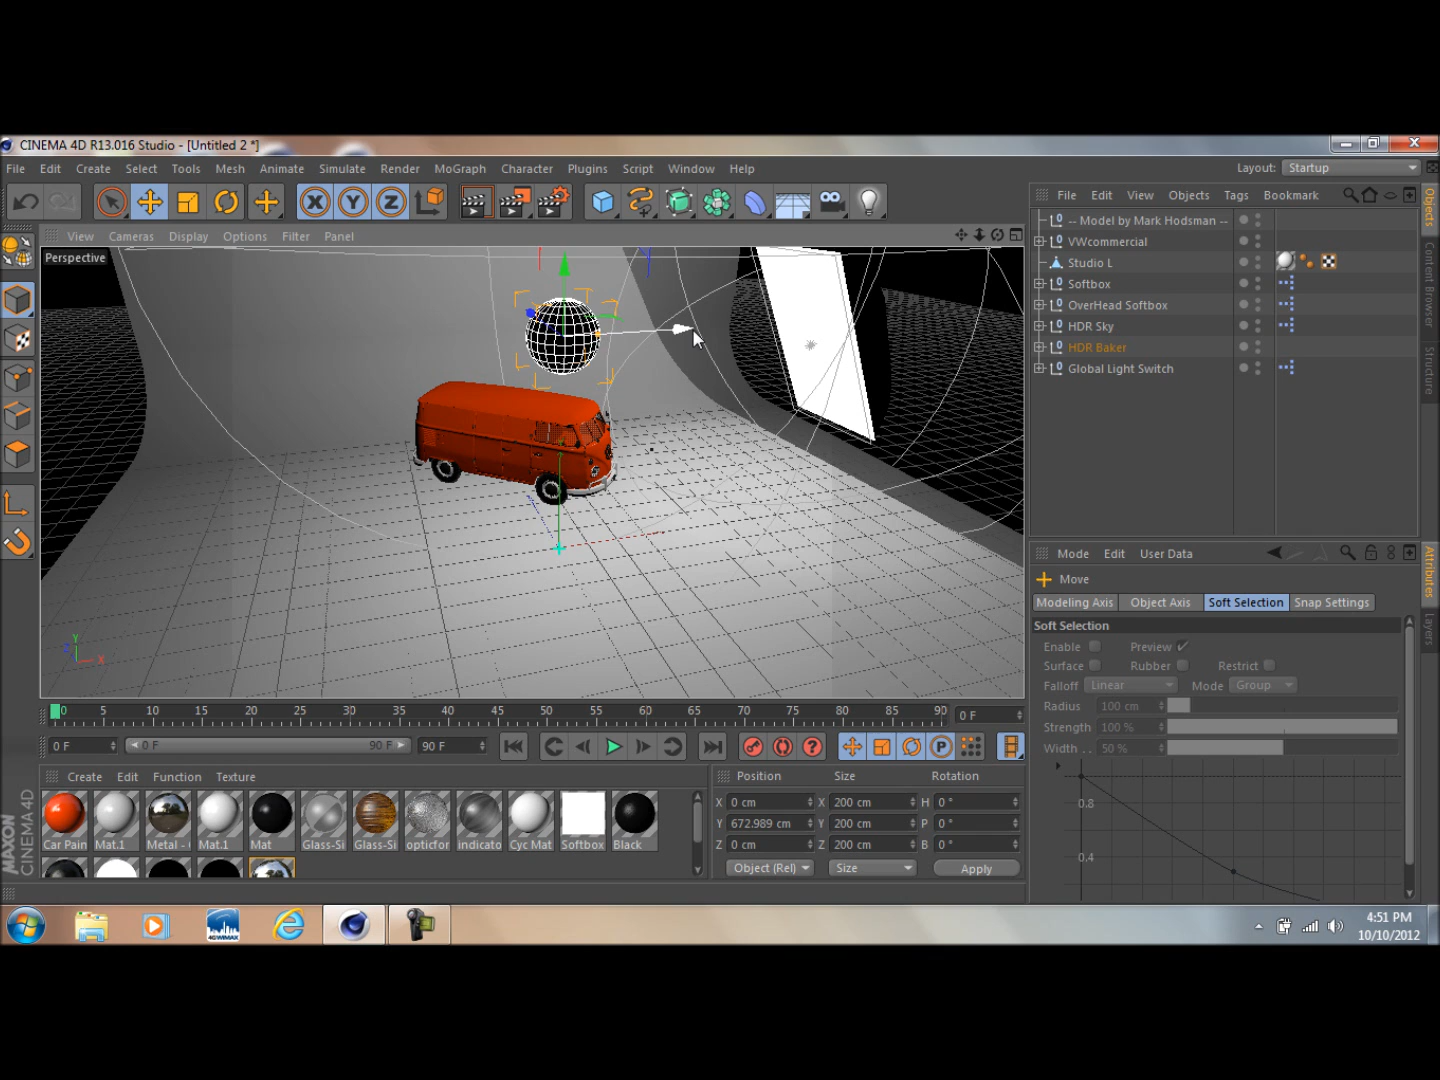 CINEMA 4D R13.016 Studio - [Untitled 2 *]
File Edit Create Select Tools Mesh Animate Simulate Render MoGraph Character Plugins Script Window Help
Layout: Startup
File Edit View Objects Tags Bookmark
View Cameras Display Options Filter Panel
Perspective
-- Model by Mark Hodsman --
VWcommercial
Studio L
Softbox
OverHead Softbox
HDR Sky
HDR Baker
Global Light Switch
Objects
Content Browser
Structure
X Y Z
Y
Z X
Mode Edit User Data
Move
Modeling Axis Object Axis Soft Selection Snap Settings
Soft Selection
Enable Preview
Surface Rubber Restrict
Falloff Linear Mode Group
Radius 100 cm
Strength 100 %
Width . . 50 %
0.8
0.4
Attributes
Layers
0 5 10 15 20 25 30 35 40 45 50 55 60 65 70 75 80 85 90
0 F
0 F 0 F 90 F 90 F
P
Create Edit Function Texture
Car Pain Mat.1 Metal - Mat.1 Mat Glass-Si Glass-Si opticfor indicato Cyc Mat Softbox Black
MAXON
CINEMA 4D
Position Size Rotation
X 0 cm X 200 cm H 0 °
Y 672.989 cm Y 200 cm P 0 °
Z 0 cm Z 200 cm B 0 °
Object (Rel) Size Apply
4GWIMAX
4:51 PM
10/10/2012